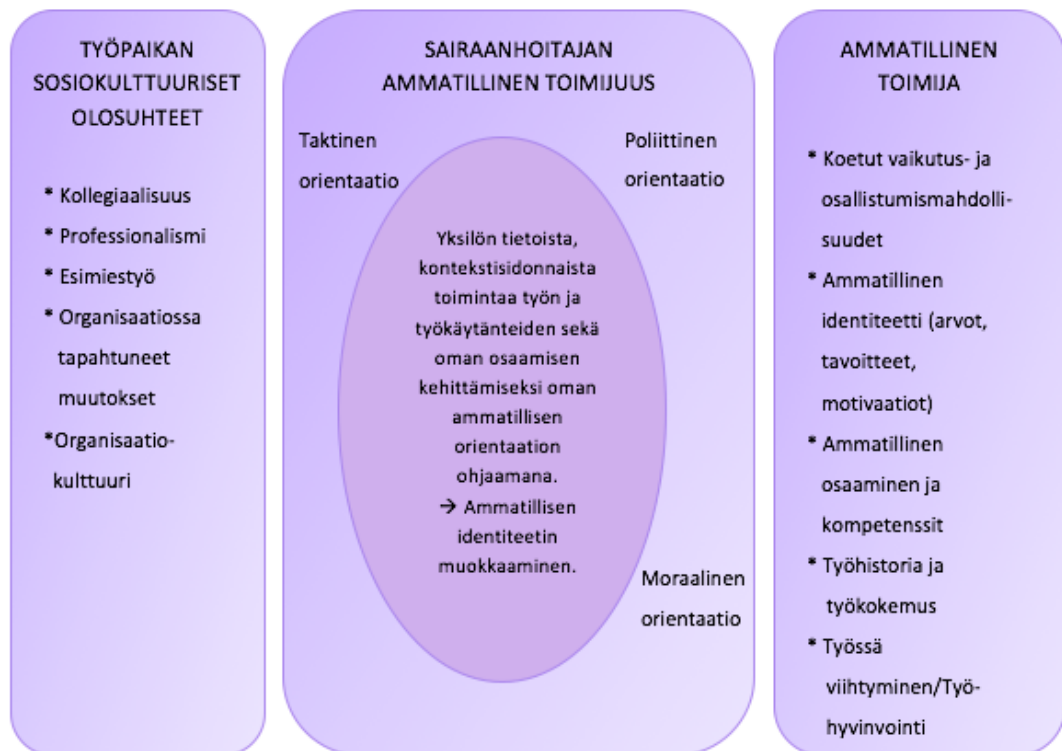 TYÖPAIKAN
SOSIOKULTTUURISET
OLOSUHTEET
* Kollegiaalisuus
* Professionalismi
* Esimiestyö
* Organisaatiossa
tapahtuneet
muutokset
*Organisaatio-
kulttuuri
SAIRAANHOITAJAN
AMMATILLINEN TOIMIJUUS
Taktinen
orientaatio
Poliittinen
orientaatio
Yksilön tietoista,
kontekstisidonnaista
toimintaa työn ja
työkäytänteiden sekä
oman osaamisen
kehittämiseksi oman
ammatillisen
orientaation
ohjaamana.
→ Ammatillisen
identiteetin
muokkaaminen.
Moraalinen
orientaatio
AMMATILLINEN
TOIMIJA
* Koetut vaikutus- ja
osallistumismahdolli-
suudet
* Ammatillinen
identiteetti (arvot,
tavoitteet,
motivaatiot)
* Ammatillinen
osaaminen ja
kompetenssit
* Työhistoria ja
työkokemus
* Työssä
viihtyminen/Työ-
hyvinvointi